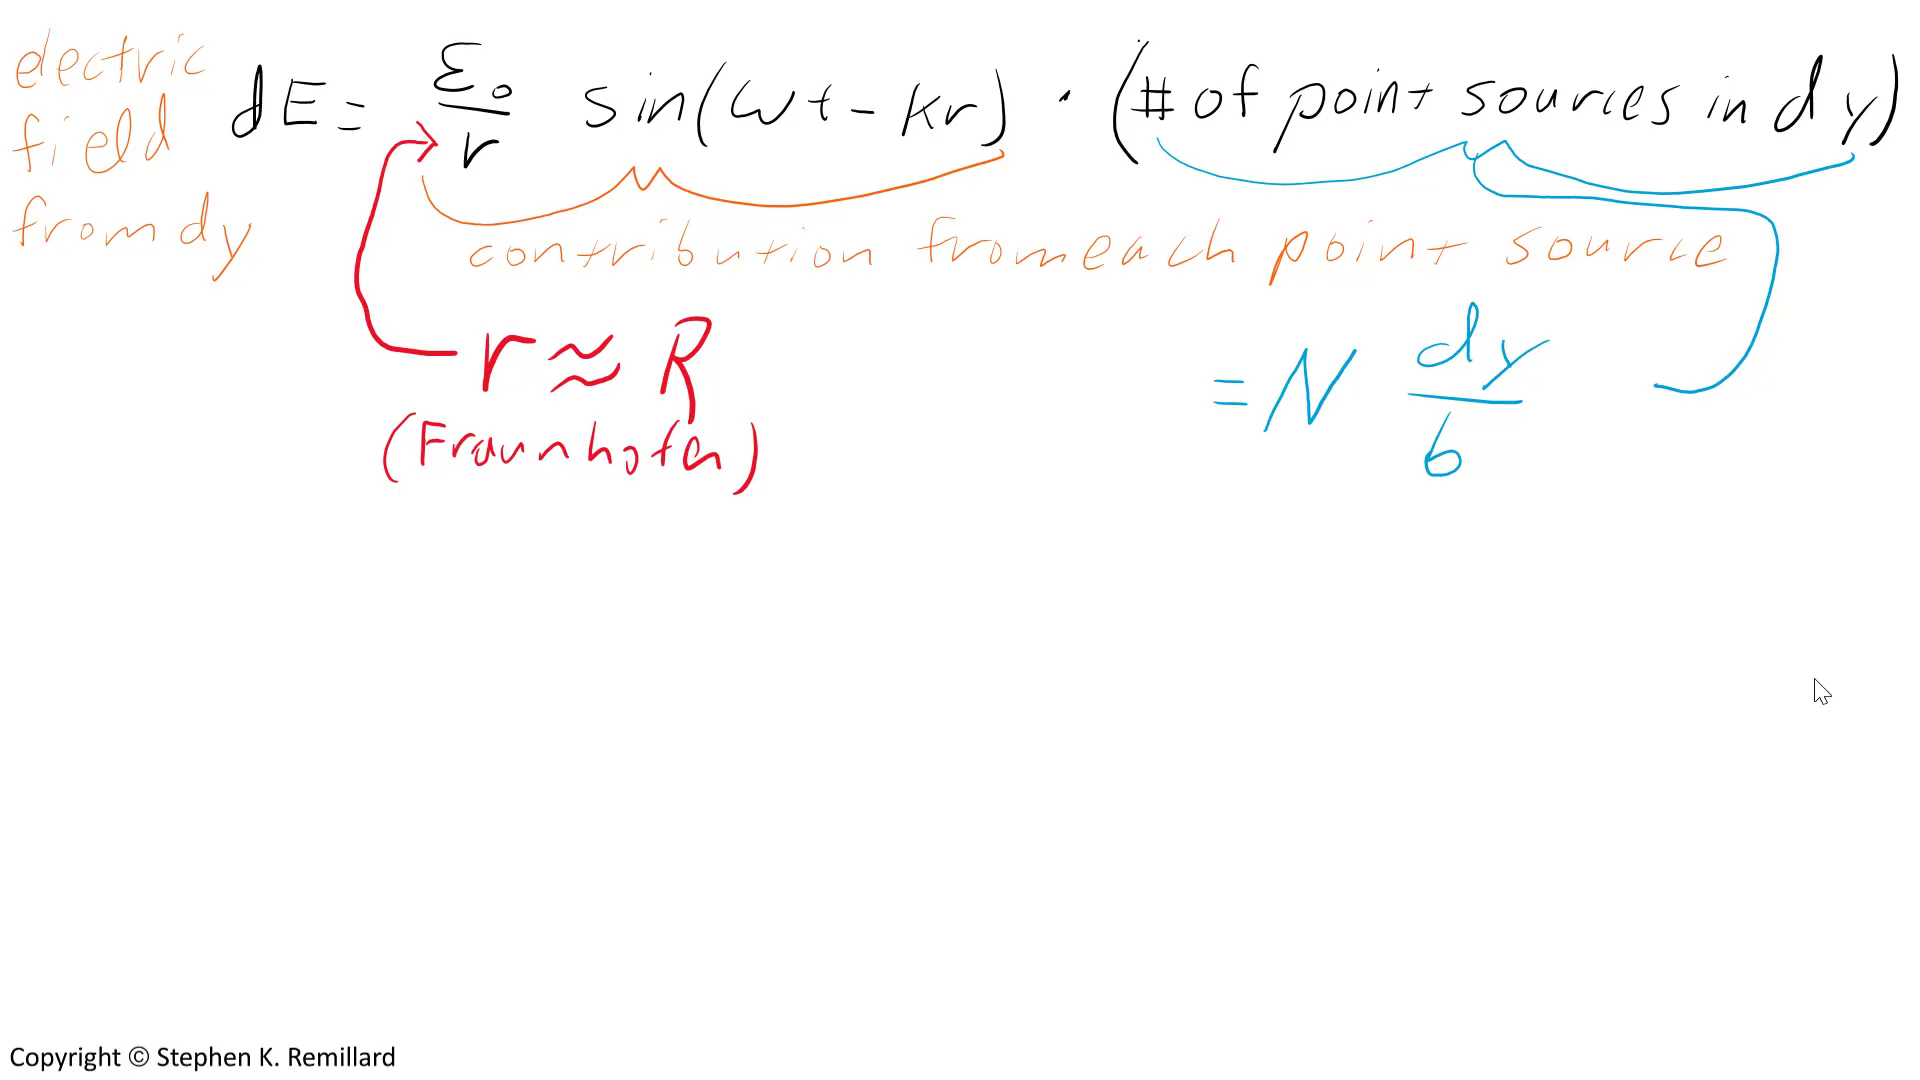 electric
field
from dy
dE = ε₀/r sin(ωt - kr) · (# of point sources in dy)
contribution from each point source
r ≈ R
(Fraunhofer)
= N dy/b
Copyright © Stephen K. Remillard